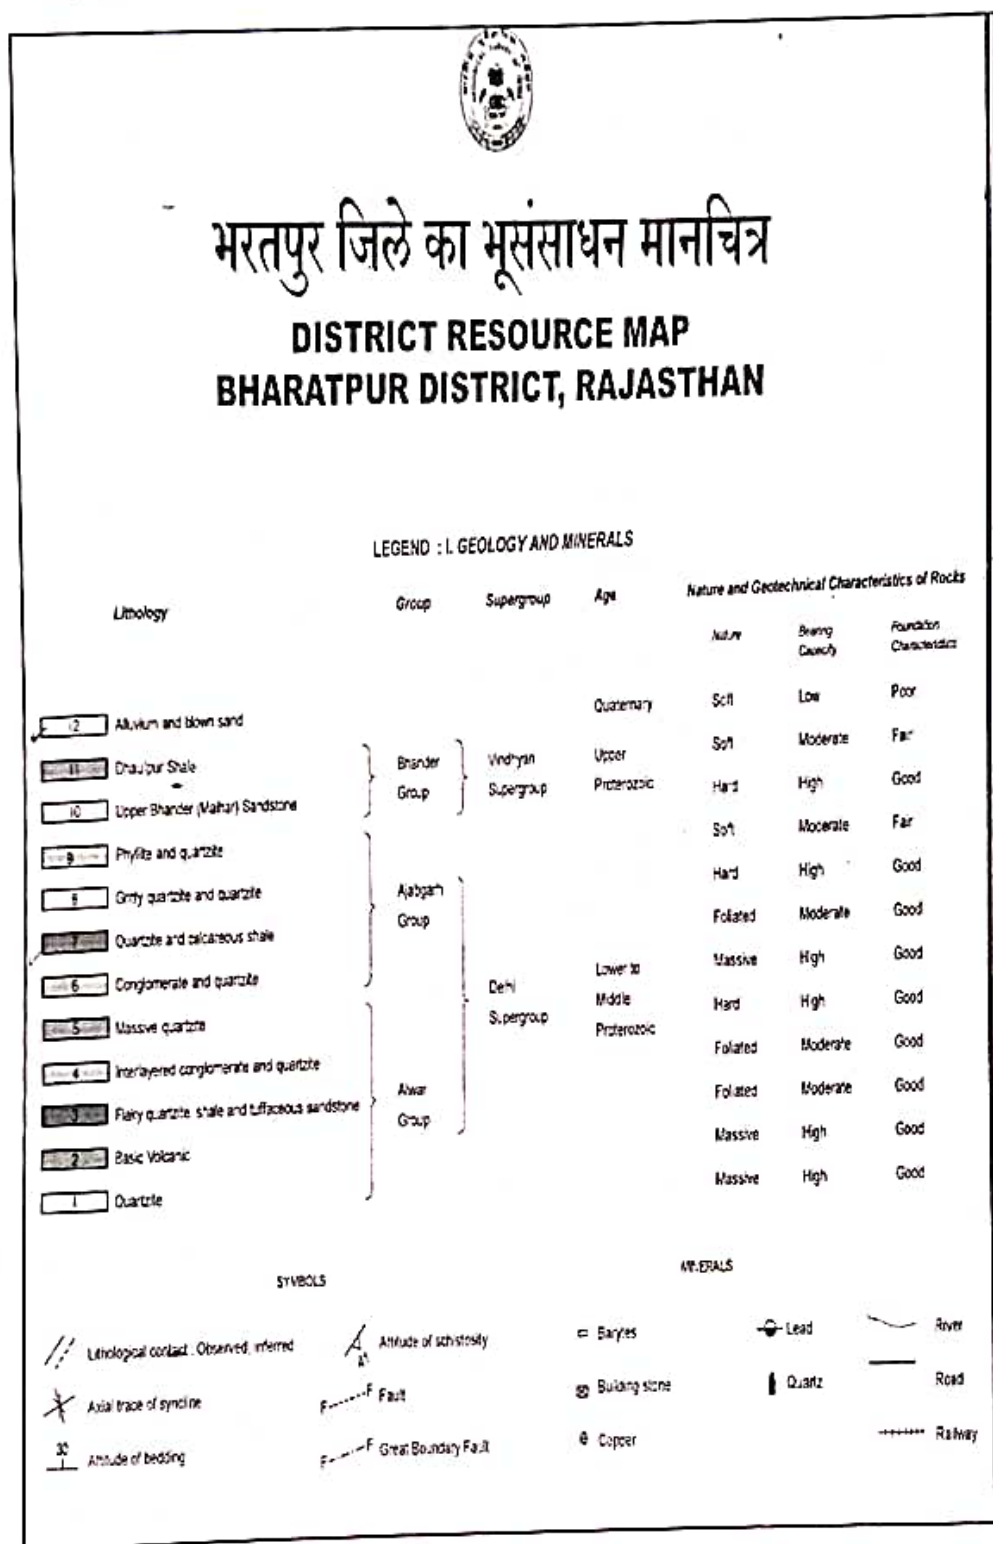 भरतपुर जिले का भूसंसाधन मानचित्र
DISTRICT RESOURCE MAP
BHARATPUR DISTRICT, RAJASTHAN
LEGEND : I. GEOLOGY AND MINERALS
Lithology Group Supergroup Age Nature and Geotechnical Characteristics of Rocks
Nature Bearing Capacity Foundation Characteristics
12 Alluvium and blown sand Quaternary Soft Low Poor
11 Dhaulpur Shale Bhander Vindhyan Upper Soft Moderate Fair
10 Upper Bhander (Maihar) Sandstone Group Supergroup Proterozoic Hard High Good
9 Phyllite and quartzite Soft Moderate Fair
8 Gritty quartzite and quartzite Ajabgarh Hard High Good
7 Quartzite and calcareous shale Group Foliated Moderate Good
6 Conglomerate and quartzite Delhi Lower to Massive High Good
5 Massive quartzite Supergroup Middle Hard High Good
4 Interlayered conglomerate and quartzite Proterozoic Foliated Moderate Good
3 Flaky quartzite, shale and tuffaceous sandstone Alwar Foliated Moderate Good
2 Basic Volcanic Group Massive High Good
1 Quartzite Massive High Good
SYMBOLS MINERALS
Lithological contact : Observed, inferred Attitude of schistosity Barytes Lead River
Axial trace of syncline F F Fault Building stone Quartz Road
30 Attitude of bedding F F Great Boundary Fault Copper Railway